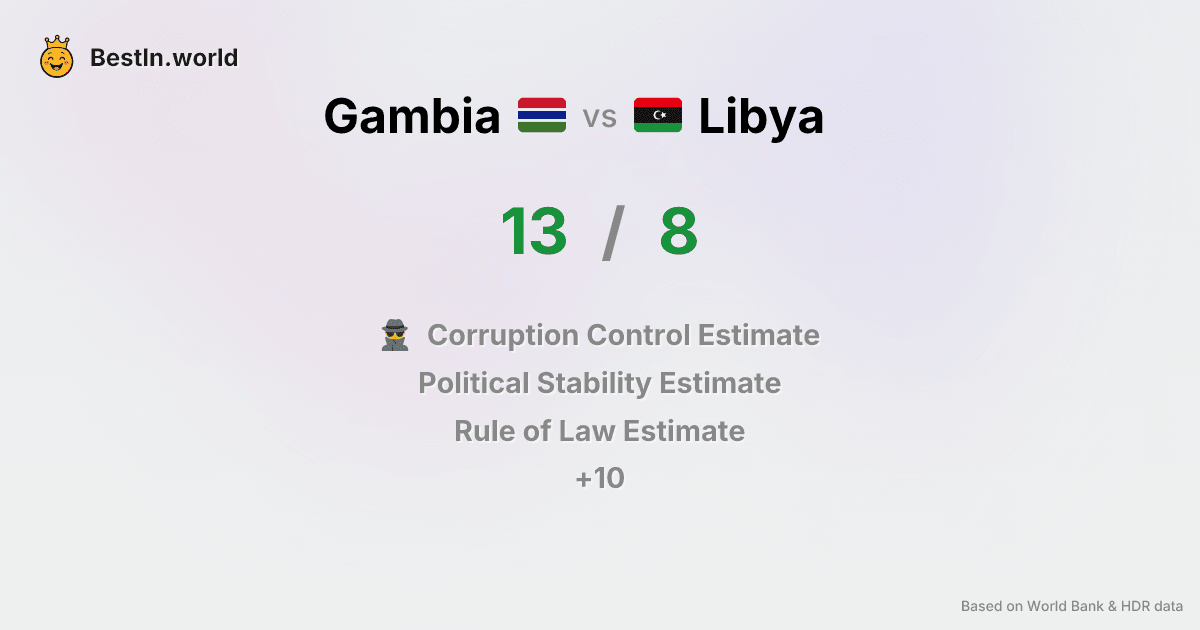 BestIn.world
Gambia vs Libya
13 / 8
Corruption Control Estimate
Political Stability Estimate
Rule of Law Estimate
+10
Based on World Bank & HDR data